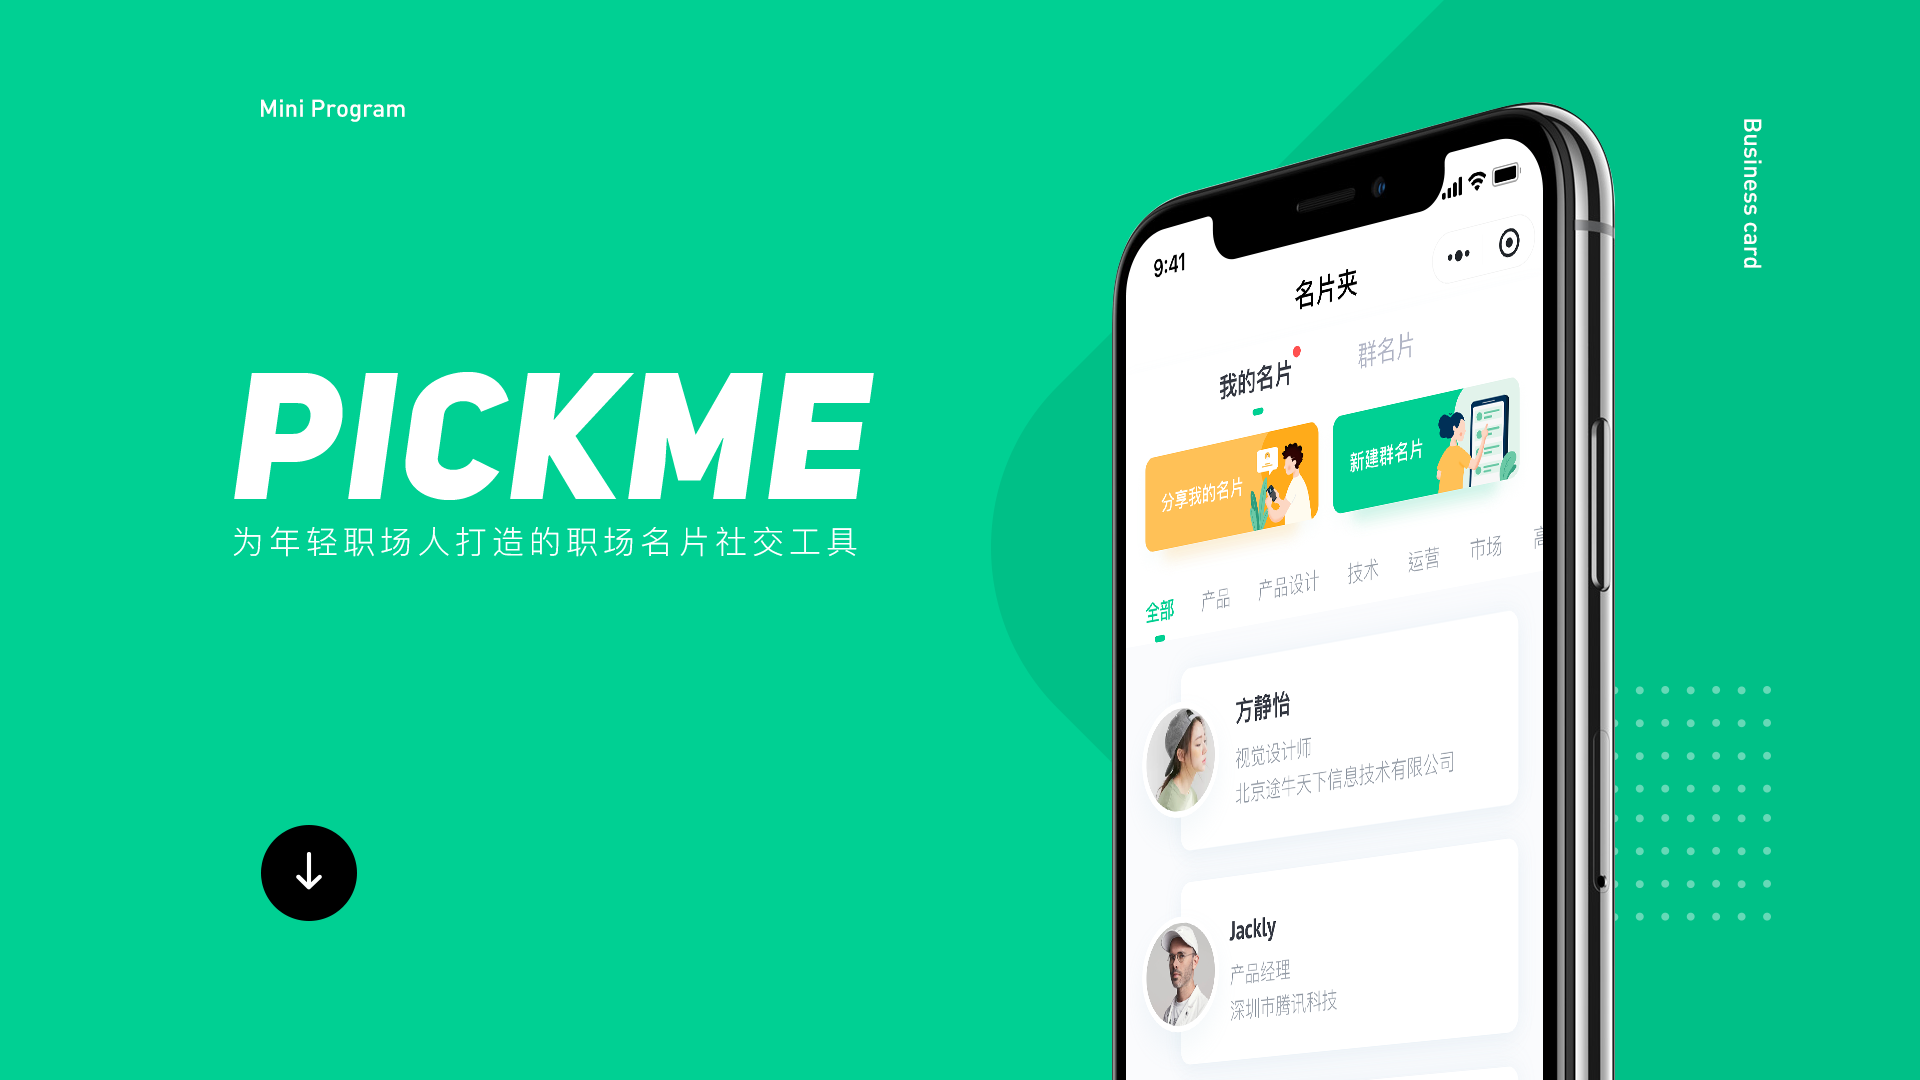 Mini Program
Business card
PICKME
为年轻职场人打造的职场名片社交工具
9:41
名片夹
我的名片
群名片
分享我的名片
新建群名片
全部 产品 产品设计 技术 运营 市场
方静怡
视觉设计师
北京途牛天下信息技术有限公司
Jackly
产品经理
深圳市腾讯科技